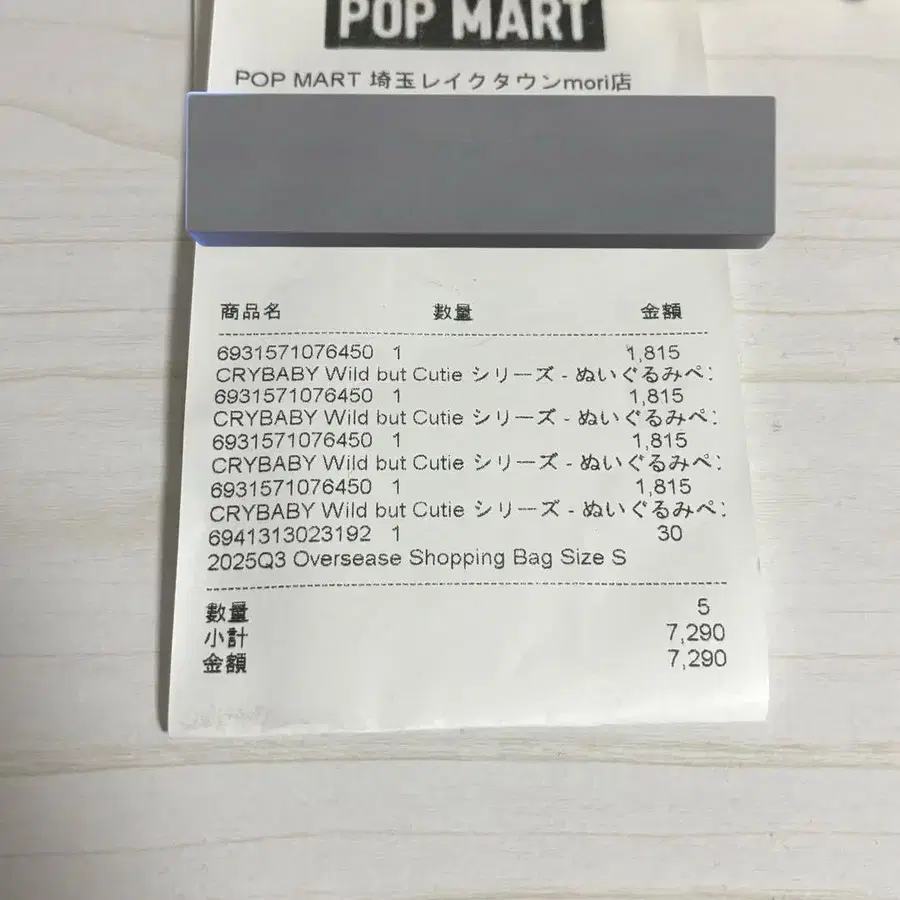 POP MART
POP MART 埼玉レイクタウンmori店
商品名 数量 金額
6931571076450 1 1,815
CRYBABY Wild but Cutie シリーズ - ぬいぐるみペ
6931571076450 1 1,815
CRYBABY Wild but Cutie シリーズ - ぬいぐるみペ
6931571076450 1 1,815
CRYBABY Wild but Cutie シリーズ - ぬいぐるみペ
6931571076450 1 1,815
CRYBABY Wild but Cutie シリーズ - ぬいぐるみペ
6941313023192 1 30
2025Q3 Oversease Shopping Bag Size S
数量 5
小計 7,290
金額 7,290